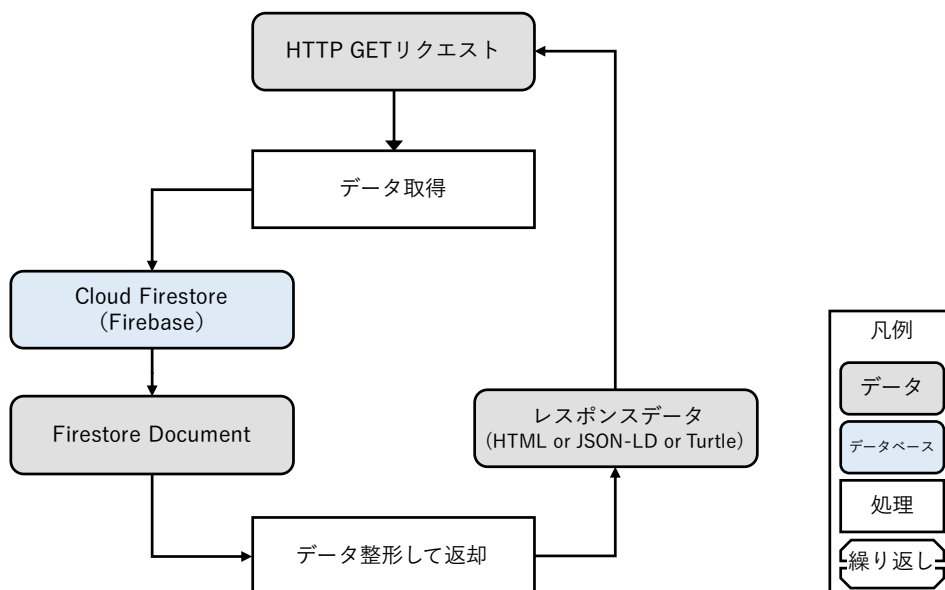 HTTP GETリクエスト
データ取得
Cloud Firestore
（Firebase）
Firestore Document
データ整形して返却
レスポンスデータ
(HTML or JSON-LD or Turtle)
凡例
データ
データベース
処理
繰り返し